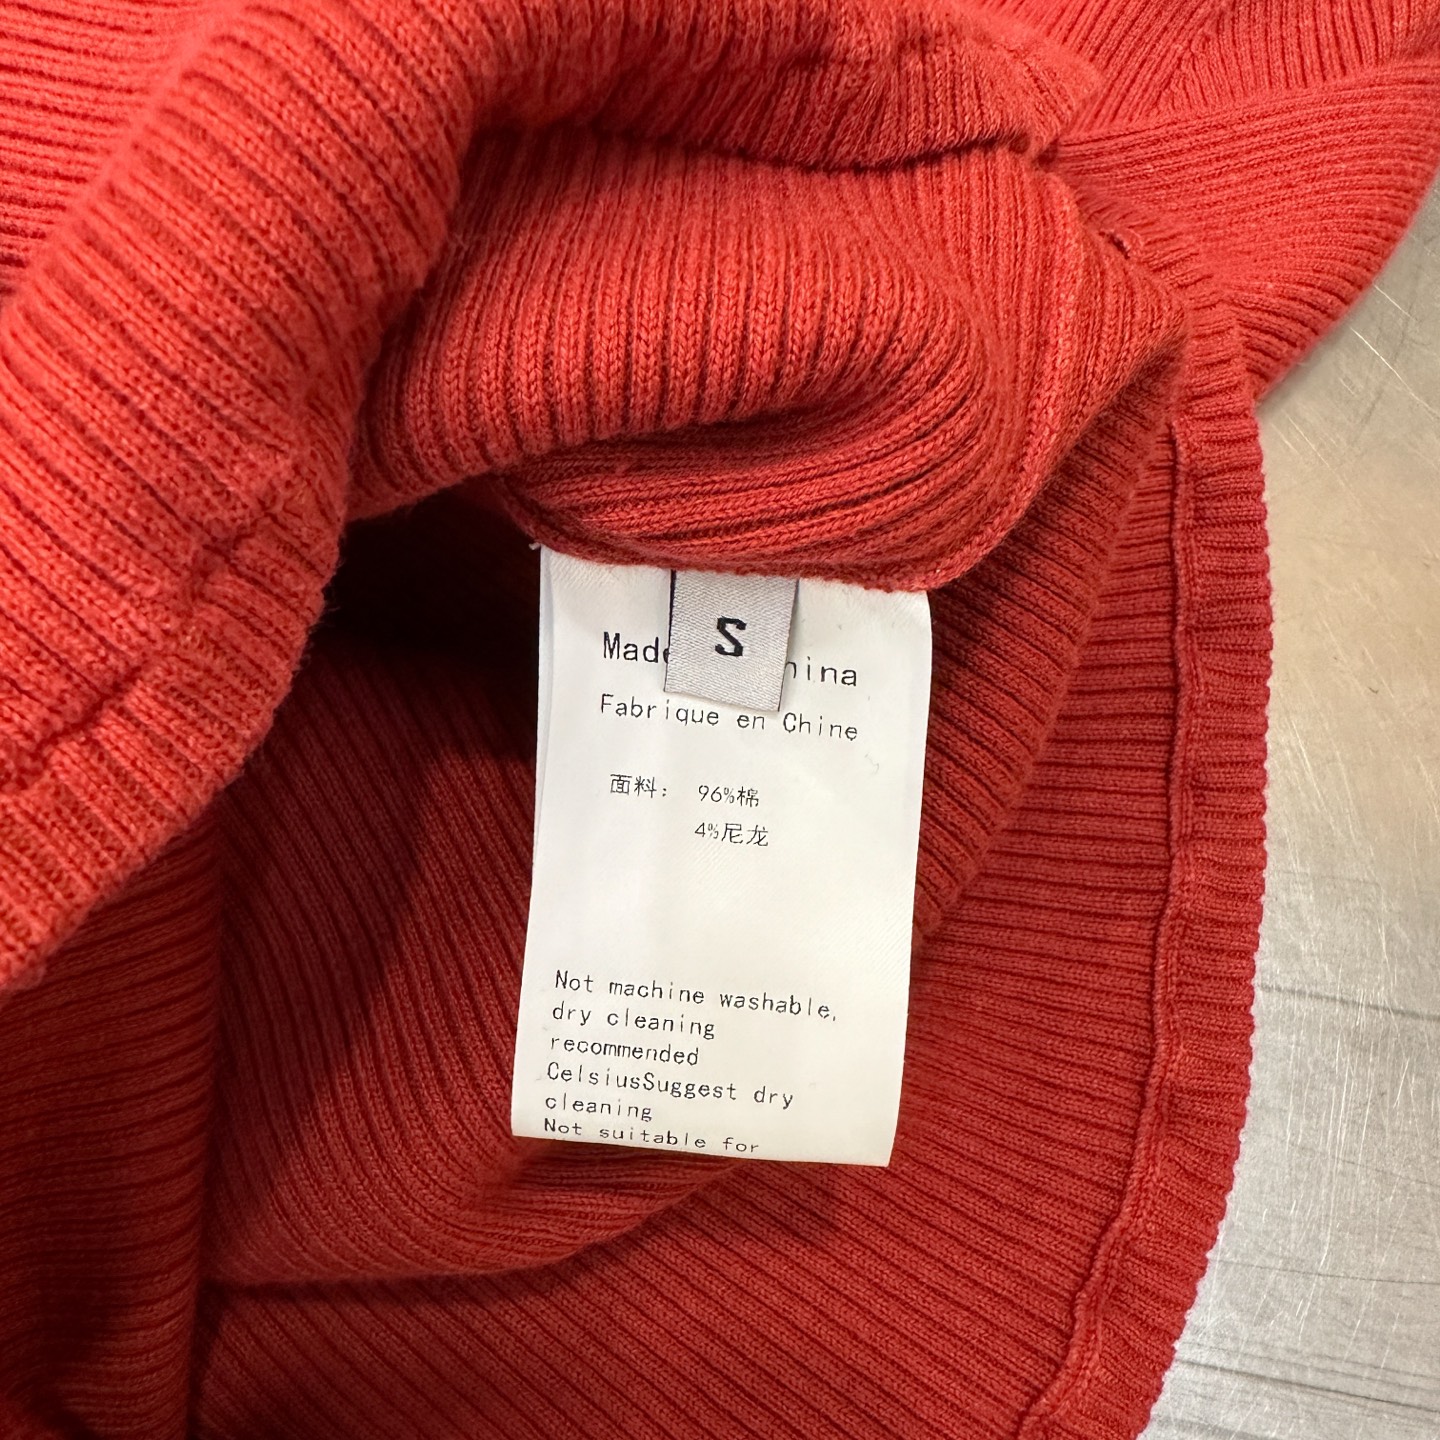 S
Made China
Fabrique en Chine
面料： 96%棉
4%尼龙
Not machine washable,
dry cleaning
recommended
CelsiusSuggest dry
cleaning
Not suitable for